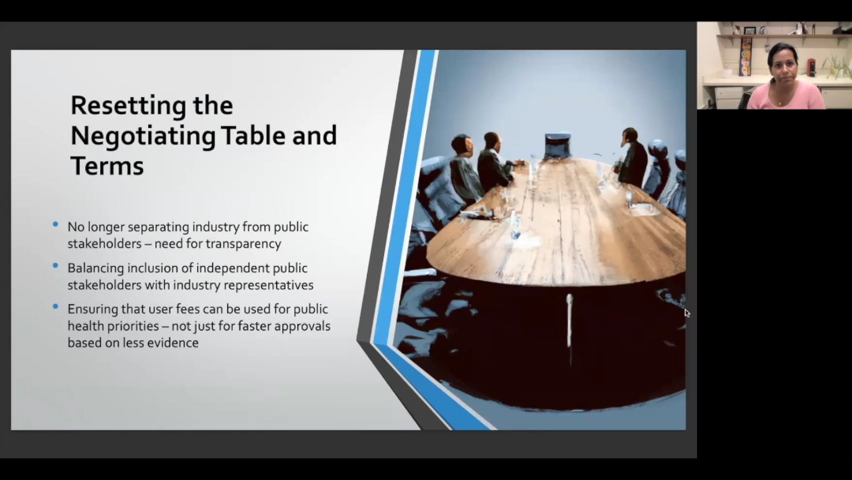 Resetting the
Negotiating Table and
Terms
No longer separating industry from public
stakeholders – need for transparency
Balancing inclusion of independent public
stakeholders with industry representatives
Ensuring that user fees can be used for public
health priorities – not just for faster approvals
based on less evidence